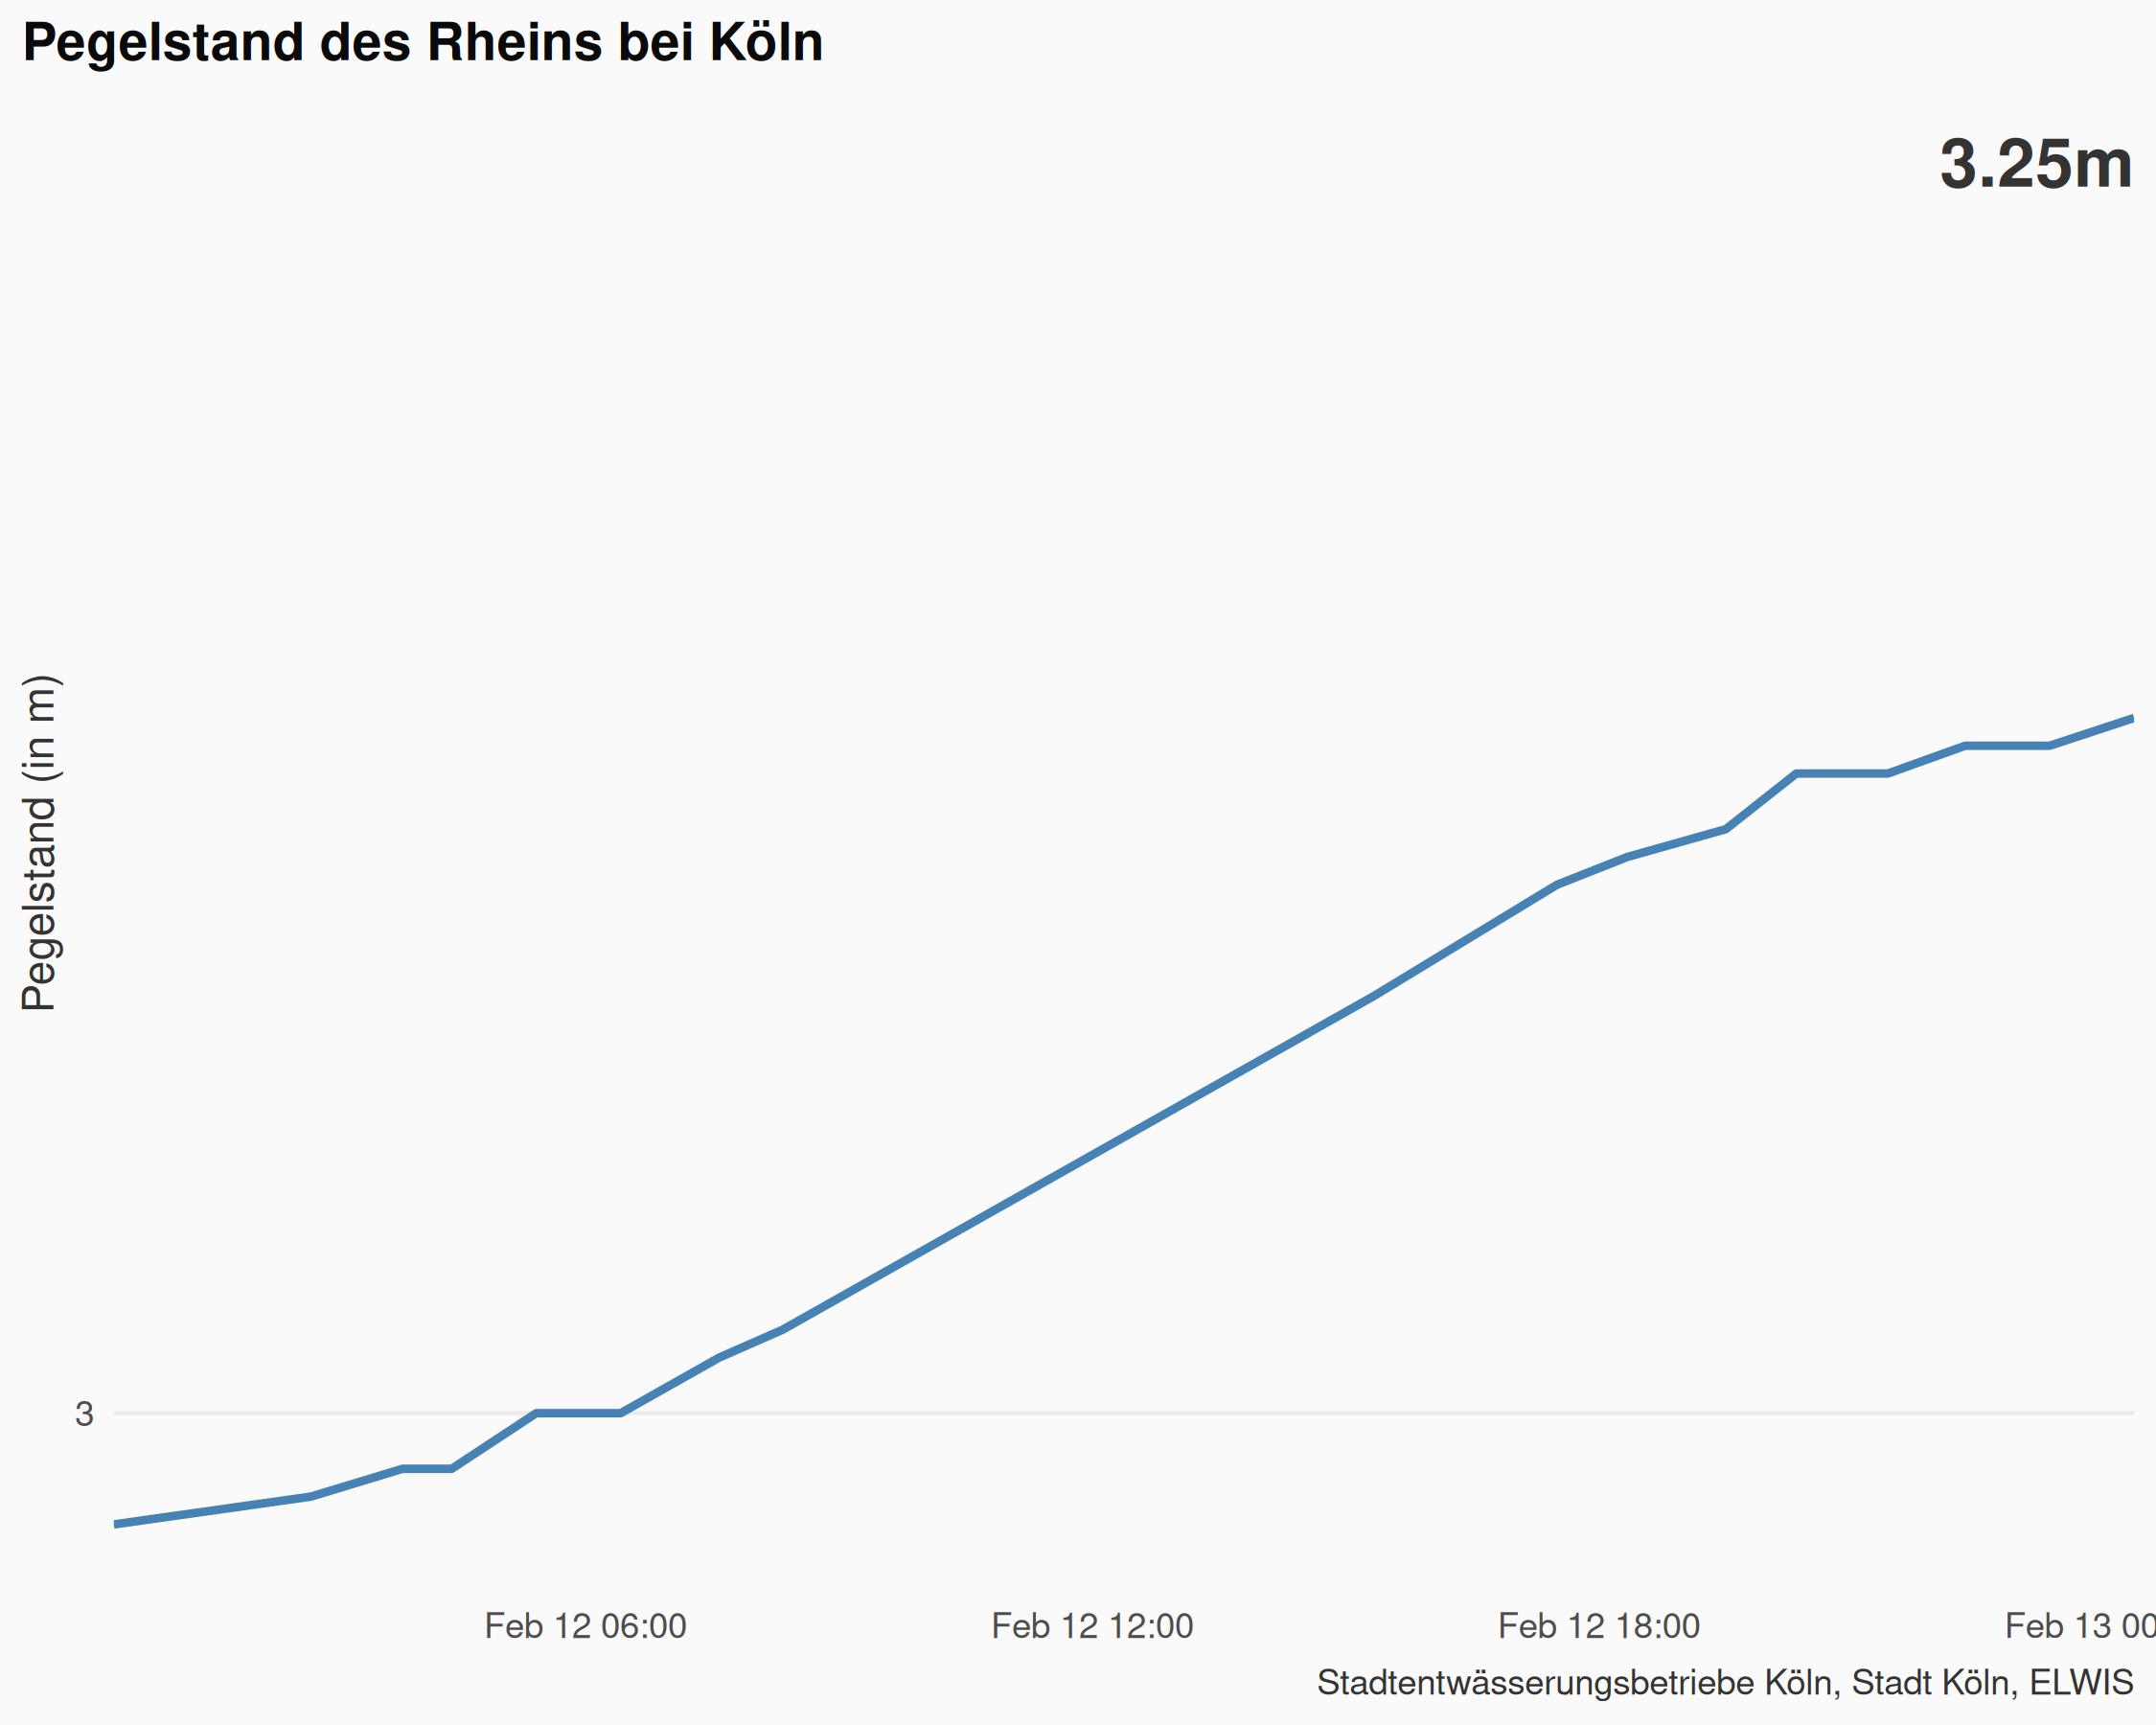 Pegelstand des Rheins bei Köln
3.25m
Pegelstand (in m)
3
Feb 12 06:00
Feb 12 12:00
Feb 12 18:00
Feb 13 00
Stadtentwässerungsbetriebe Köln, Stadt Köln, ELWIS